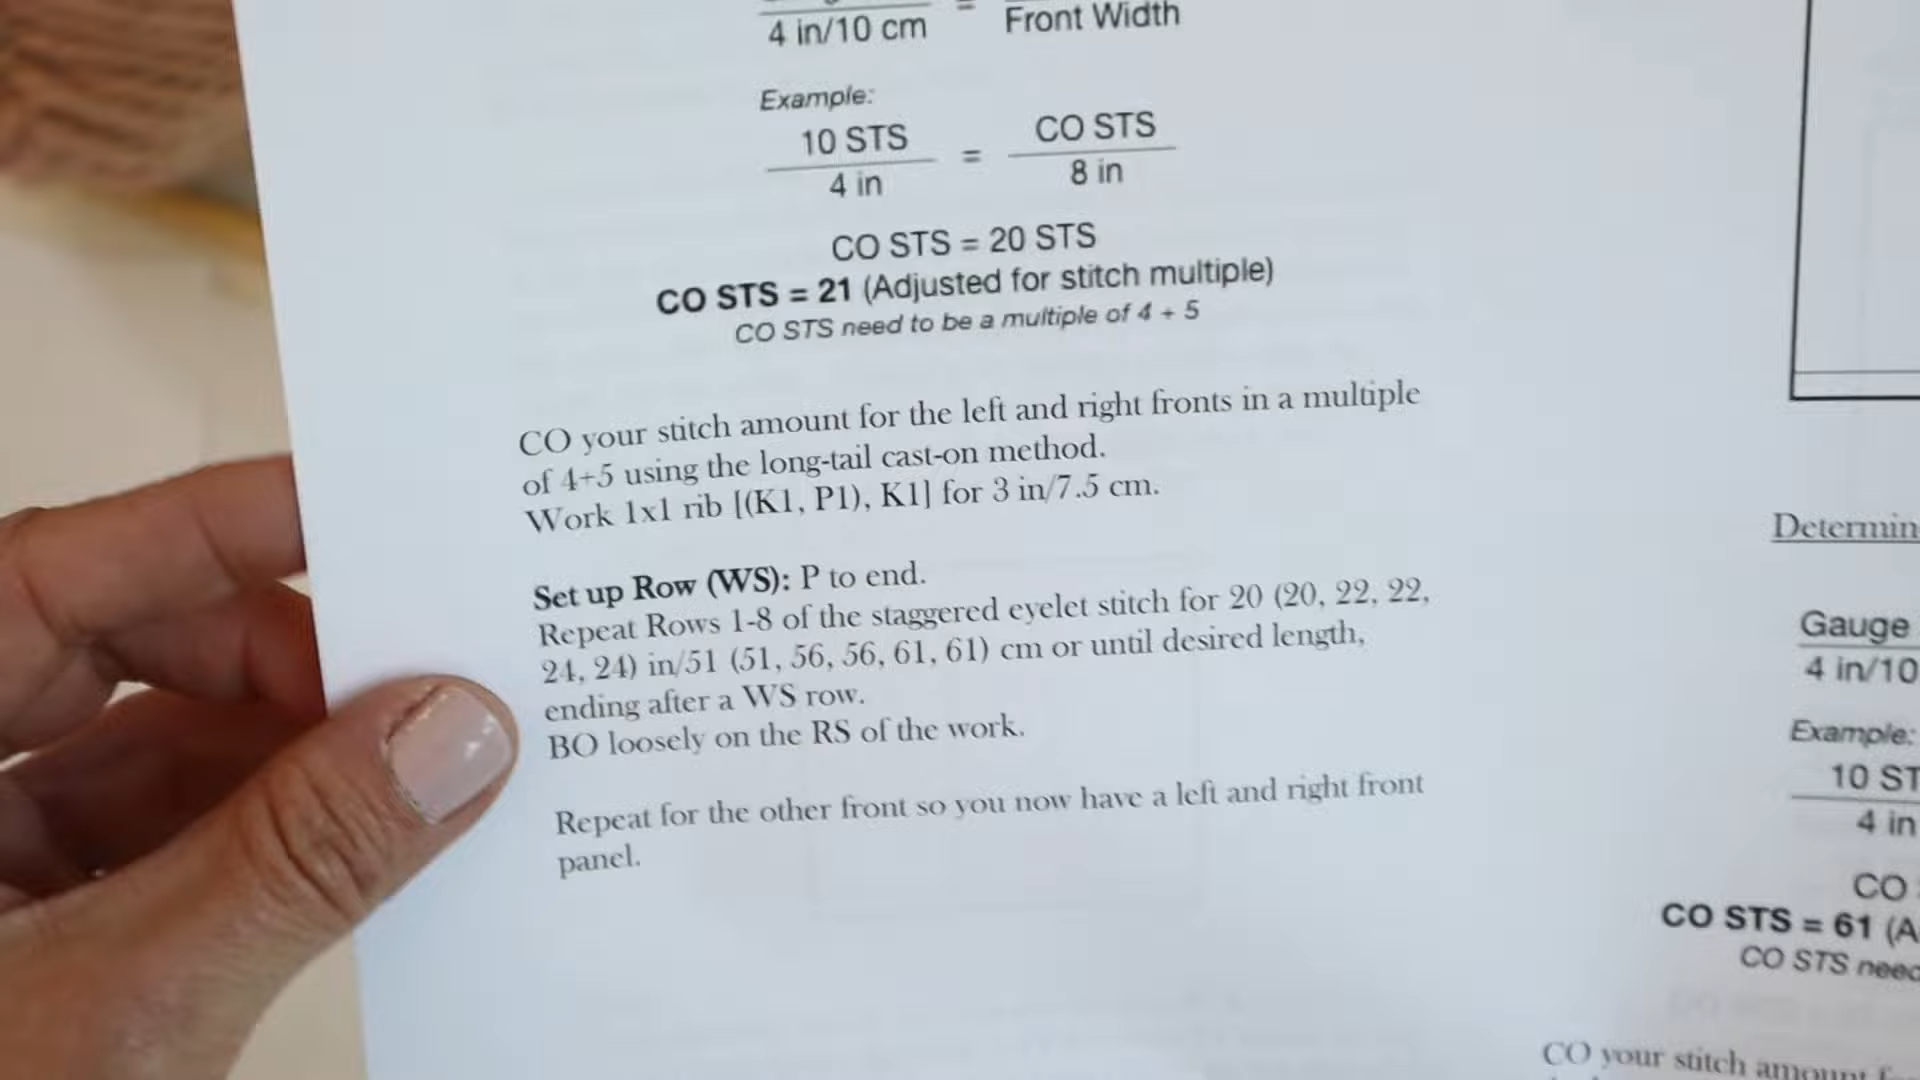 4 in/10 cm = Front Width
Example:
10 STS = CO STS
4 in 8 in
CO STS = 20 STS
CO STS = 21 (Adjusted for stitch multiple)
CO STS need to be a multiple of 4 + 5
CO your stitch amount for the left and right fronts in a multiple
of 4+5 using the long-tail cast-on method.
Work 1x1 rib [(K1, P1), K1] for 3 in/7.5 cm.
Set up Row (WS): P to end.
Repeat Rows 1-8 of the staggered eyelet stitch for 20 (20, 22, 22,
24, 24) in/51 (51, 56, 56, 61, 61) cm or until desired length,
ending after a WS row.
BO loosely on the RS of the work.
Repeat for the other front so you now have a left and right front
panel.
Determin
Gauge
4 in/10
Example:
10 ST
4 in
CO
CO STS = 61 (A
CO STS need
CO your stitch amount f